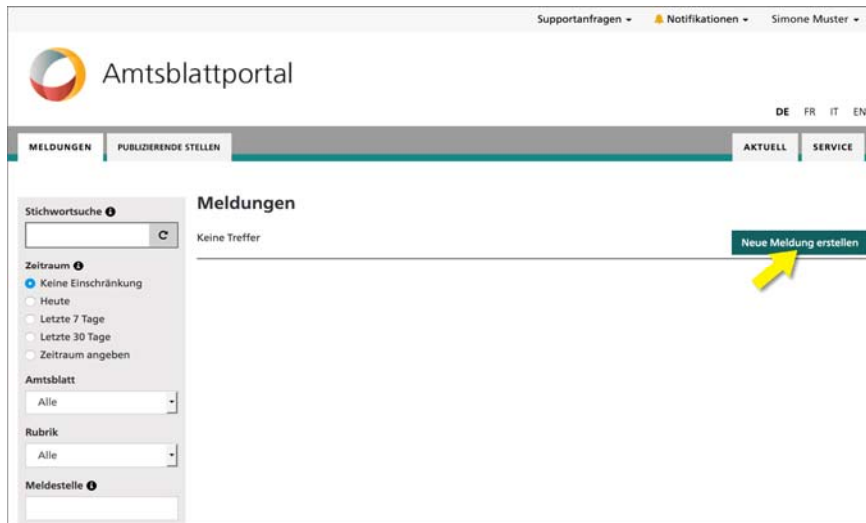 Supportanfragen Notifikationen Simone Muster
Amtsblattportal
DE FR IT EN
MELDUNGEN PUBLIZIERENDE STELLEN AKTUELL SERVICE
Stichwortsuche
Meldungen
Keine Treffer
Neue Meldung erstellen
Zeitraum
Keine Einschränkung
Heute
Letzte 7 Tage
Letzte 30 Tage
Zeitraum angeben
Amtsblatt
Alle
Rubrik
Alle
Meldestelle